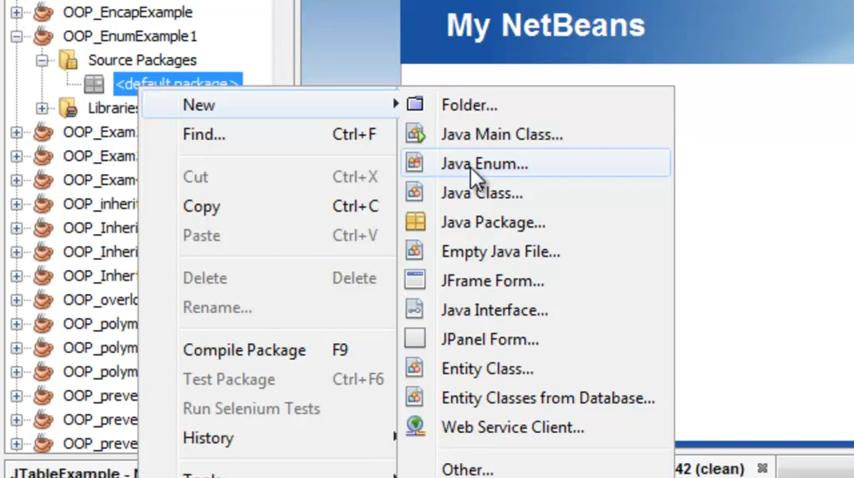 OOP_EncapExample
OOP_EnumExample1
Source Packages
<default package>
Libraries
OOP_Exam
OOP_Exam
OOP_Exam
OOP_inherit
OOP_Inheri
OOP_Inheri
OOP_Inherit
OOP_overlo
OOP_polym
OOP_polym
OOP_polym
OOP_preve
OOP_preve
OOP_preve
JTableExample - N
My NetBeans
New
Find... Ctrl+F
Cut Ctrl+X
Copy Ctrl+C
Paste Ctrl+V
Delete Delete
Rename...
Compile Package F9
Test Package Ctrl+F6
Run Selenium Tests
History
Tools
Folder...
Java Main Class...
Java Enum...
Java Class...
Java Package...
Empty Java File...
JFrame Form...
Java Interface...
JPanel Form...
Entity Class...
Entity Classes from Database...
Web Service Client...
Other...
42 (clean)